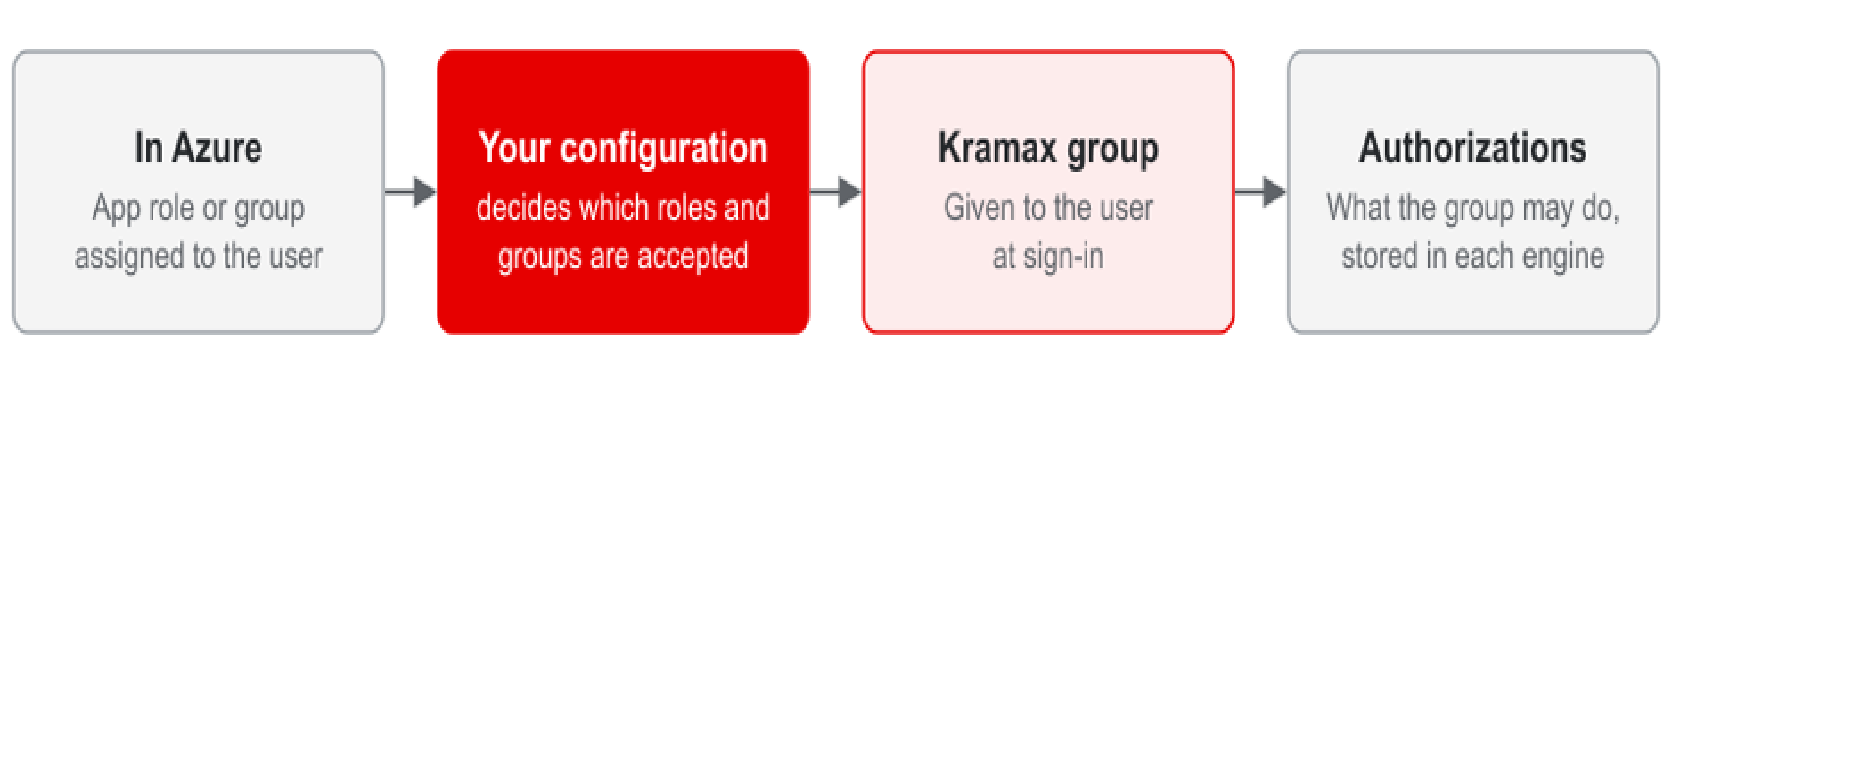 In Azure
App role or group
assigned to the user
Your configuration
decides which roles and
groups are accepted
Kramax group
Given to the user
at sign-in
Authorizations
What the group may do,
stored in each engine